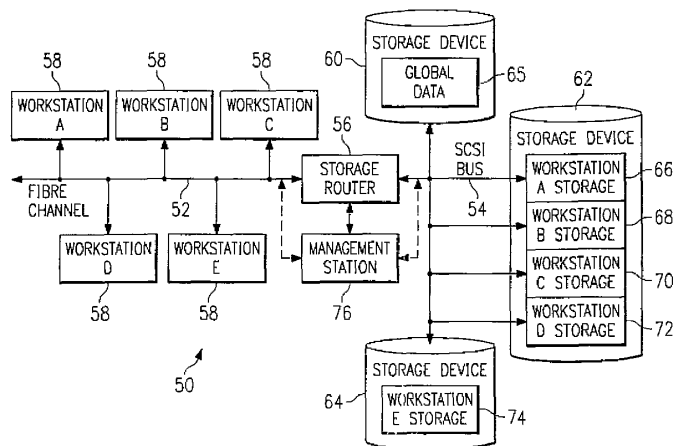 58
58
58
WORKSTATION
A
WORKSTATION
B
WORKSTATION
C
FIBRE
CHANNEL
52
WORKSTATION
D
WORKSTATION
E
58
58
50
56
STORAGE
ROUTER
MANAGEMENT
STATION
76
60
STORAGE DEVICE
GLOBAL
DATA
65
SCSI
BUS
54
62
STORAGE DEVICE
WORKSTATION
A STORAGE
66
WORKSTATION
B STORAGE
68
WORKSTATION
C STORAGE
70
WORKSTATION
D STORAGE
72
64
STORAGE DEVICE
WORKSTATION
E STORAGE
74